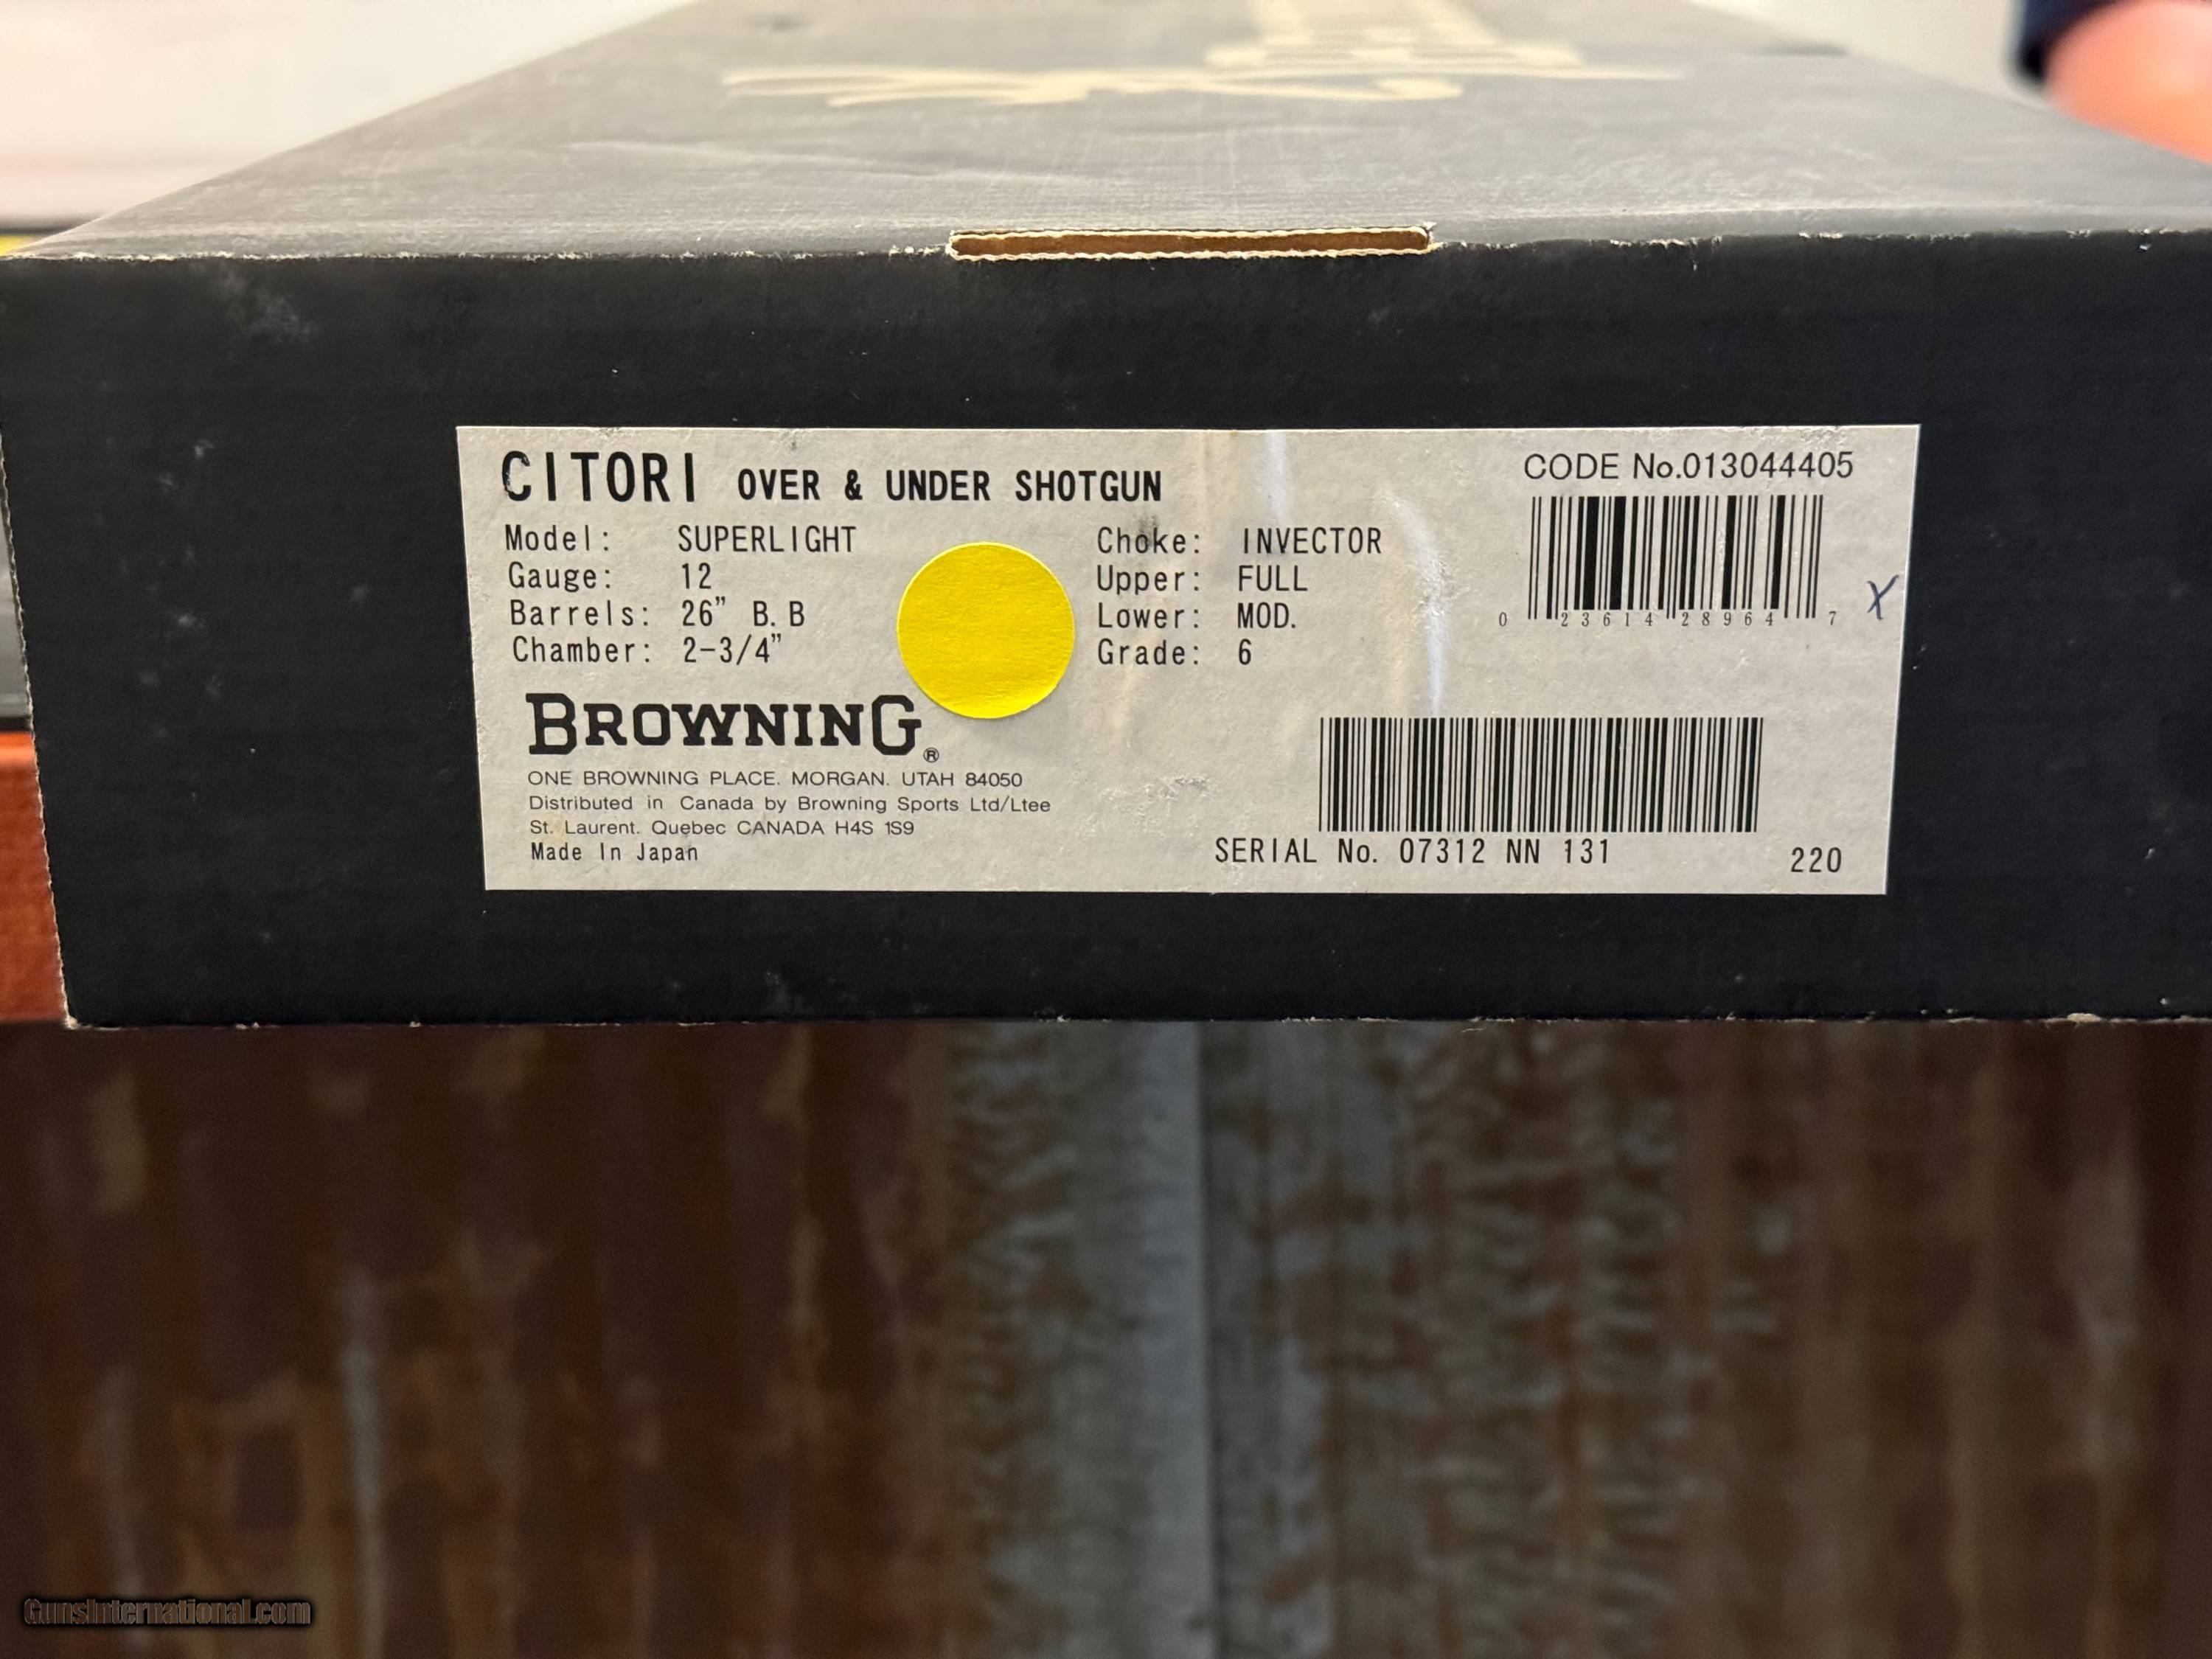 CITORI OVER & UNDER SHOTGUN
CODE No.013044405
Model: SUPERLIGHT
Gauge: 12
Barrels: 26" B.B
Chamber: 2-3/4"
Choke: INVECTOR
Upper: FULL
Lower: MOD.
Grade: 6
0 23614 28964 7
X
BROWNING®
ONE BROWNING PLACE. MORGAN. UTAH 84050
Distributed in Canada by Browning Sports Ltd/Ltee
St. Laurent. Quebec CANADA H4S 1S9
Made In Japan
SERIAL No. 07312 NN 131
220
GunsInternational.com